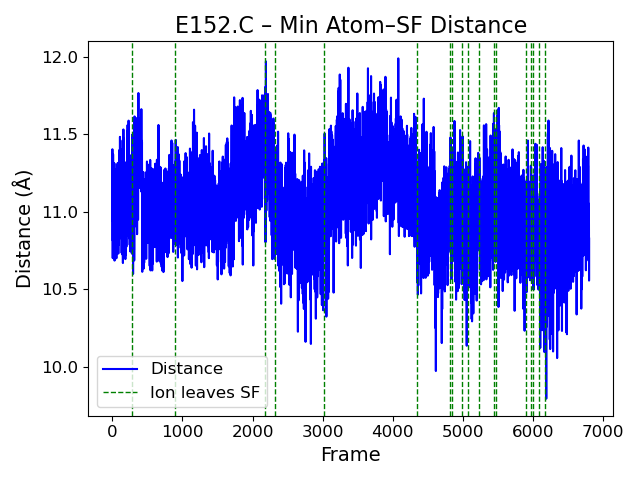 E152.C – Min Atom–SF Distance
Distance (Å)
12.0
11.5
11.0
10.5
10.0
Distance
Ion leaves SF
0 1000 2000 3000 4000 5000 6000 7000
Frame